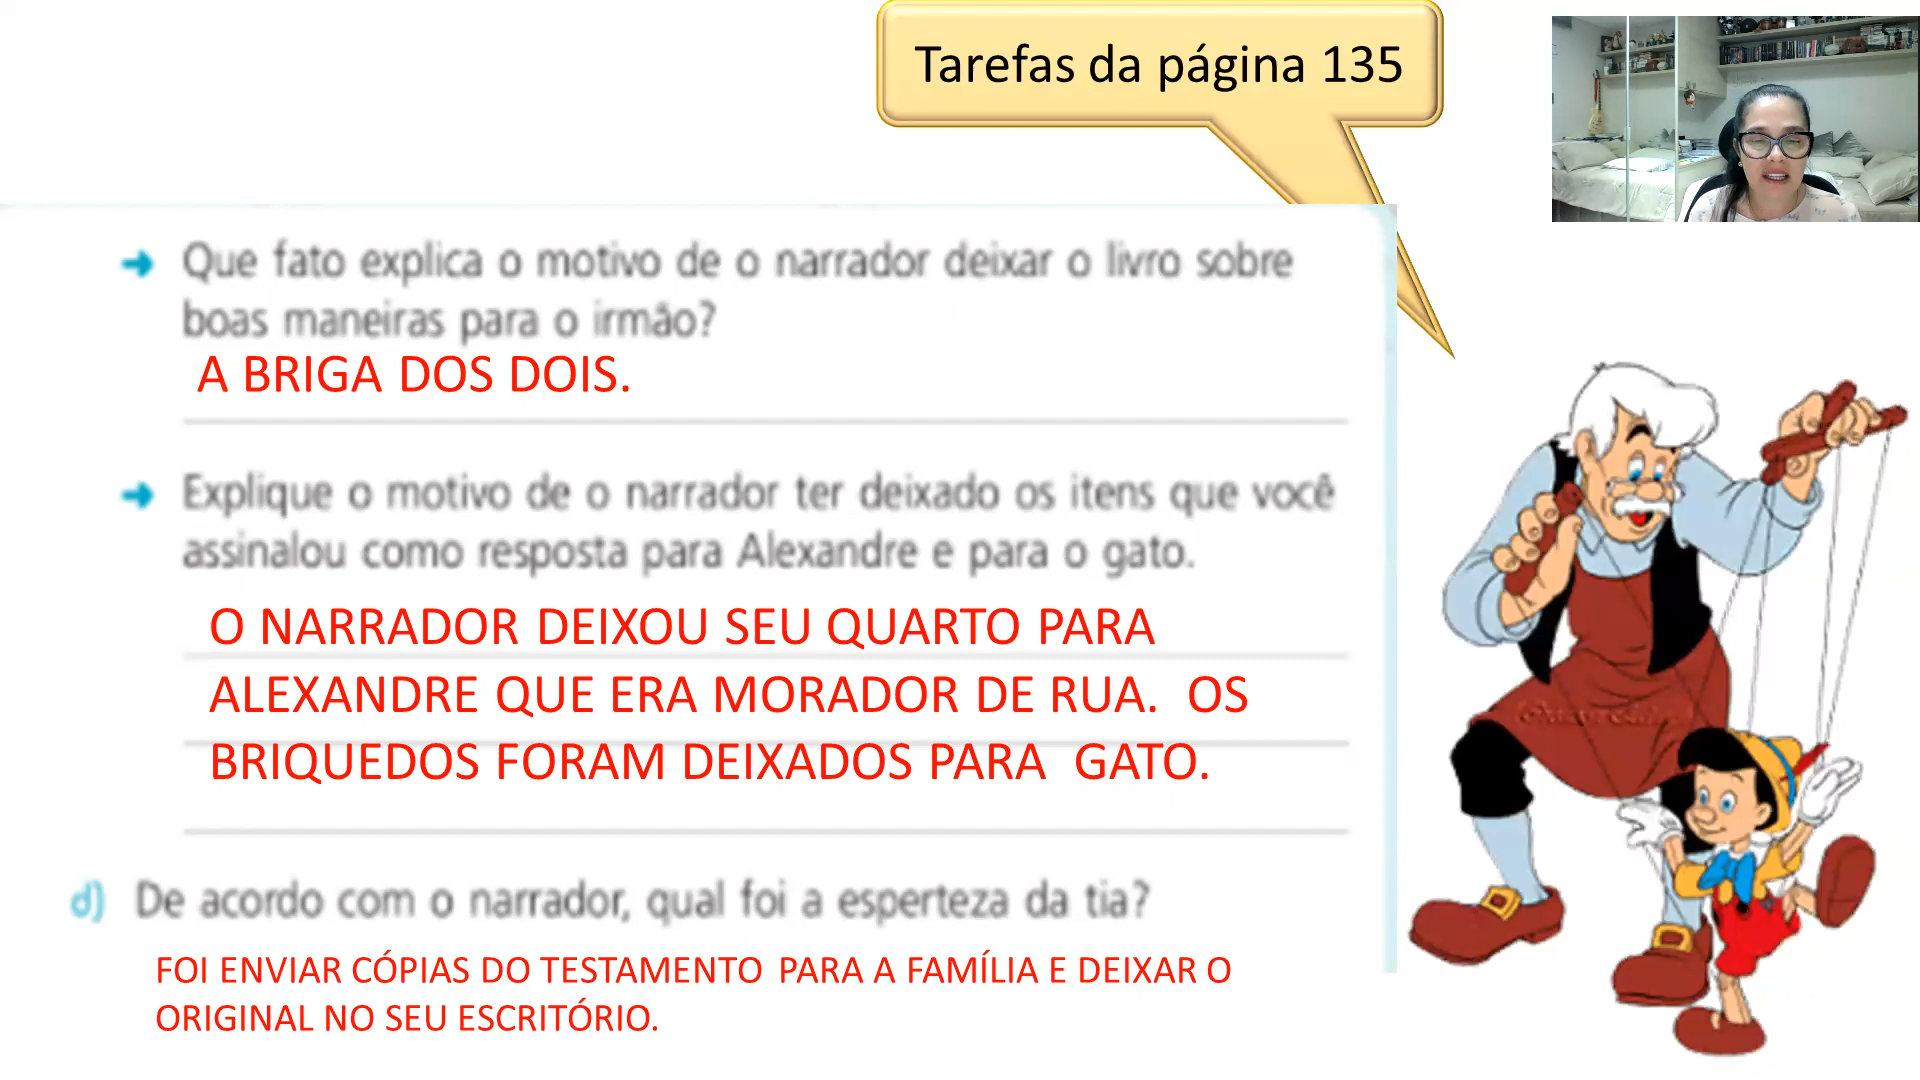 Tarefas da página 135
Que fato explica o motivo de o narrador deixar o livro sobre
boas maneiras para o irmão?
A BRIGA DOS DOIS.
Explique o motivo de o narrador ter deixado os itens que você
assinalou como resposta para Alexandre e para o gato.
O NARRADOR DEIXOU SEU QUARTO PARA
ALEXANDRE QUE ERA MORADOR DE RUA. OS
BRIQUEDOS FORAM DEIXADOS PARA GATO.
d) De acordo com o narrador, qual foi a esperteza da tia?
FOI ENVIAR CÓPIAS DO TESTAMENTO PARA A FAMÍLIA E DEIXAR O
ORIGINAL NO SEU ESCRITÓRIO.